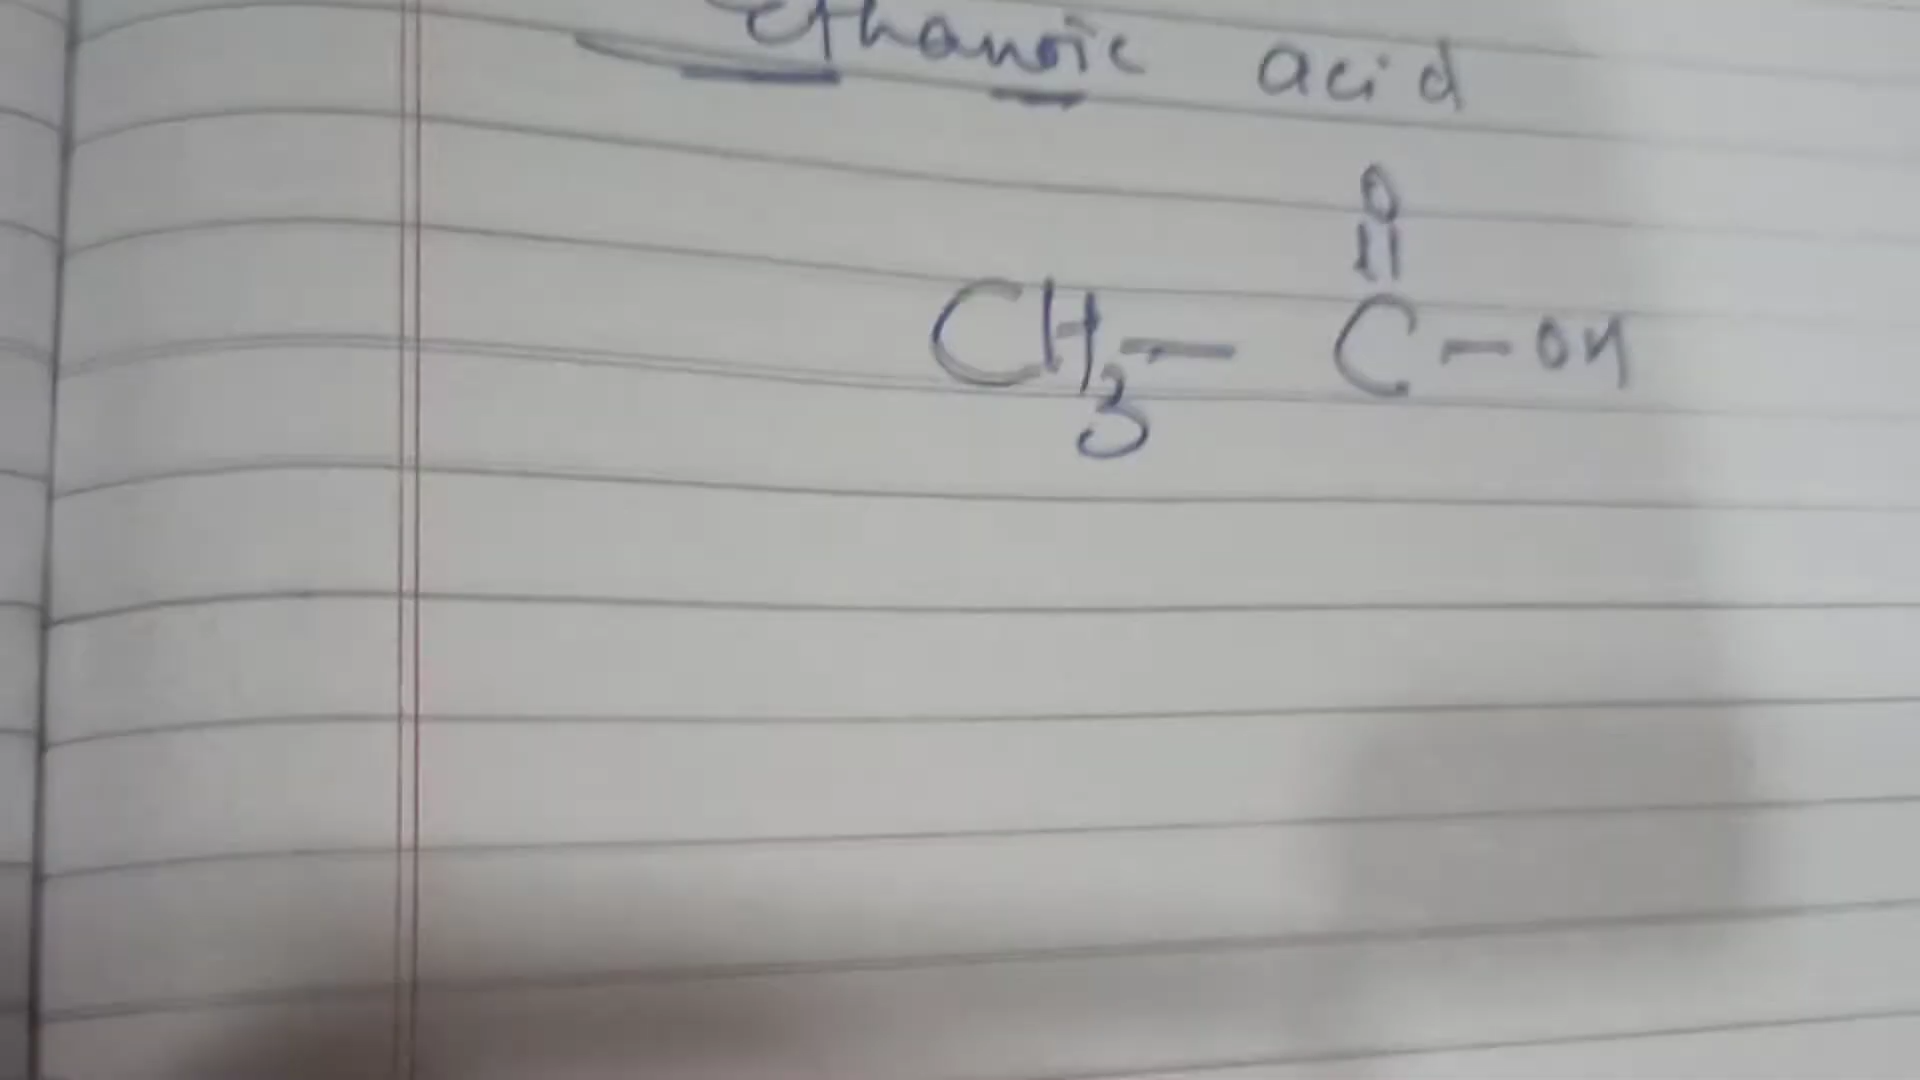 ethanoic acid
O
||
CH3 — C — OH